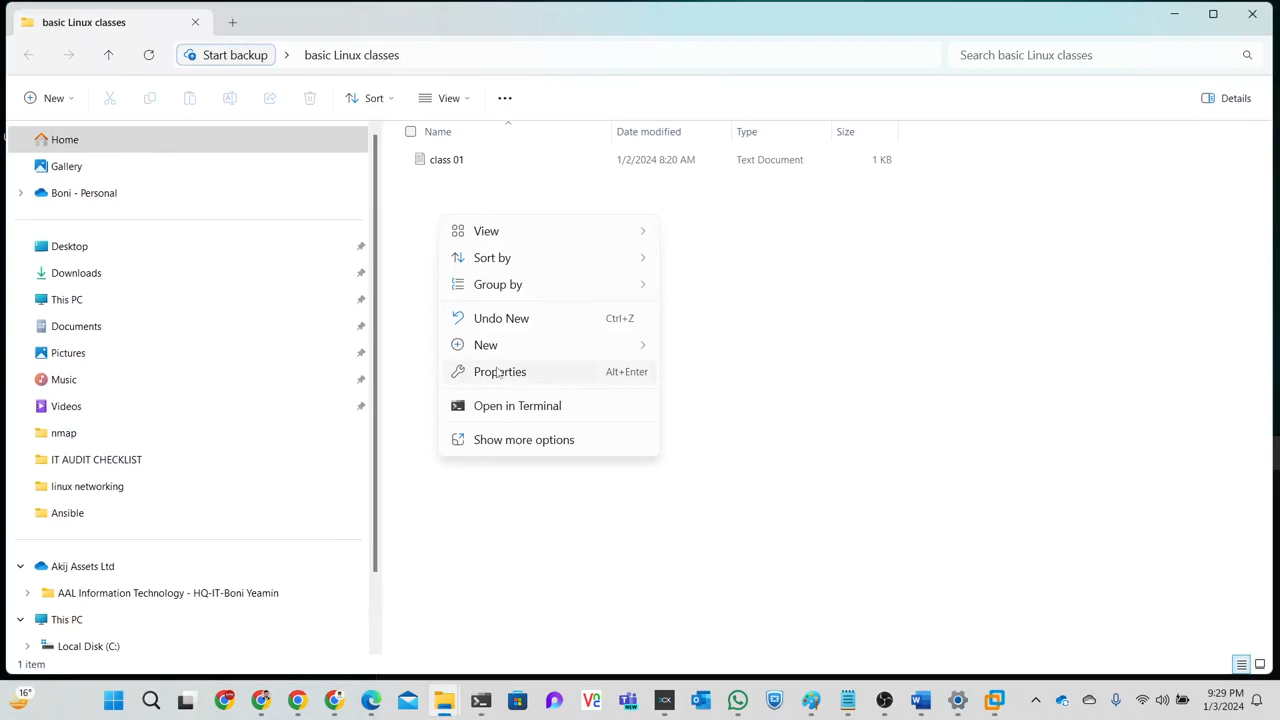 basic Linux classes
Start backup
basic Linux classes
Search basic Linux classes
New
Sort
View
Details
Home
Gallery
Boni - Personal
Desktop
Downloads
This PC
Documents
Pictures
Music
Videos
nmap
IT AUDIT CHECKLIST
linux networking
Ansible
Akij Assets Ltd
AAL Information Technology - HQ-IT-Boni Yeamin
This PC
Local Disk (C:)
Name Date modified Type Size
class 01 1/2/2024 8:20 AM Text Document 1 KB
View
Sort by
Group by
Undo New Ctrl+Z
New
Properties Alt+Enter
Open in Terminal
Show more options
1 item
16°
9:29 PM
1/3/2024